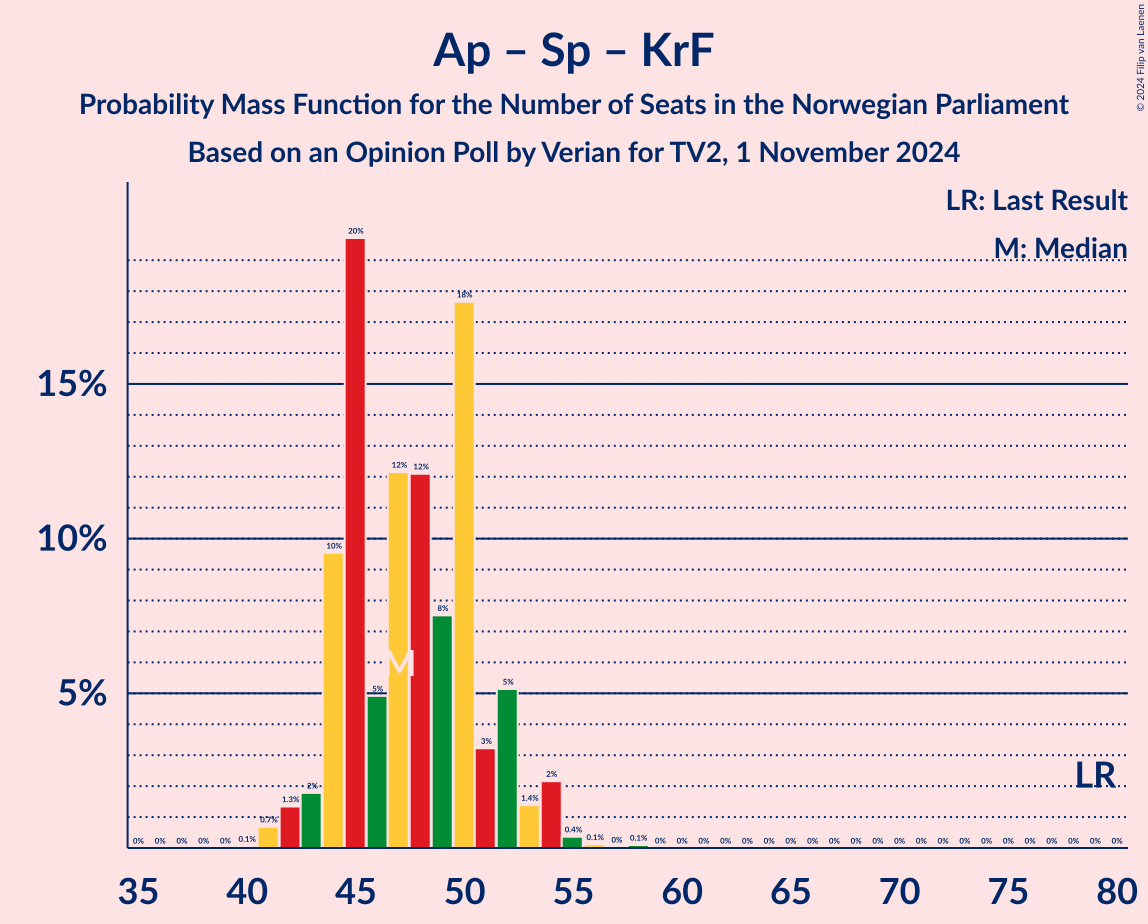 Ap – Sp – KrF
Probability Mass Function for the Number of Seats in the Norwegian Parliament
Based on an Opinion Poll by Verian for TV2, 1 November 2024
© 2024 Filip van Laenen
LR: Last Result
M: Median
15%
10%
5%
0% 0% 0% 0% 0% 0.1% 0.7% 1.3% 2% 10% 20% 5% 12% 12% 8% 18% 3% 5% 1.4% 2% 0.4% 0.1% 0% 0.1% 0% 0% 0% 0% 0% 0% 0% 0% 0% 0% 0% 0% 0% 0% 0% 0% 0% 0% 0% 0% 0% 0%
M
LR
35 40 45 50 55 60 65 70 75 80